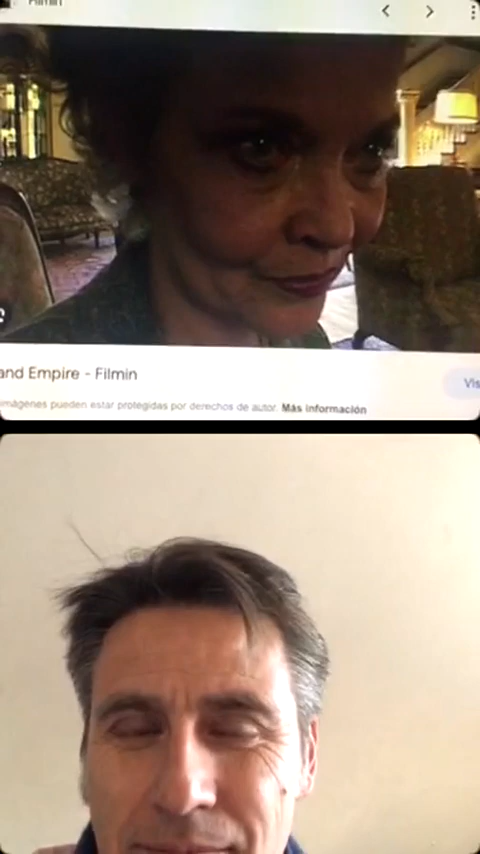 Filmin
and Empire - Filmin
Vis
imágenes pueden estar protegidas por derechos de autor. Más información